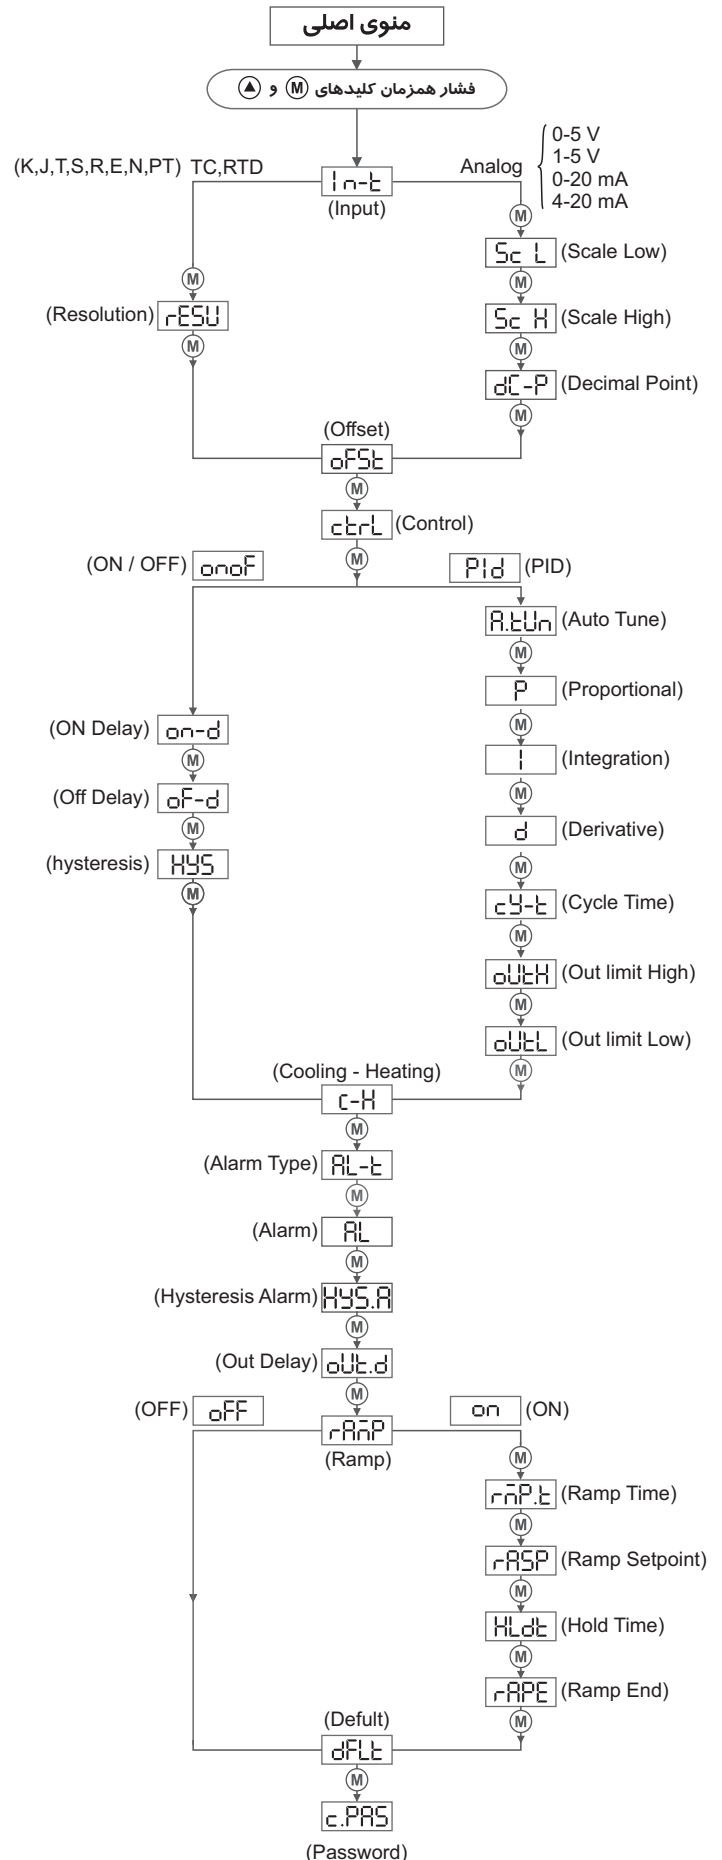 منوی اصلی
فشار همزمان کلیدهای M و ▲
0-5 V
1-5 V
0-20 mA
4-20 mA
(K,J,T,S,R,E,N,PT) TC,RTD
In-t
Analog
(Input)
M
Sc L (Scale Low)
M
M
(Resolution) rESU
Sc H (Scale High)
M
M
dC-P (Decimal Point)
M
(Offset)
oFSt
M
ctrL (Control)
M
(ON / OFF) onoF
PId (PID)
A.tUn (Auto Tune)
M
P (Proportional)
M
(ON Delay) on-d
M
I (Integration)
M
(Off Delay) oF-d
M
d (Derivative)
M
(hysteresis) HYS
M
cY-t (Cycle Time)
M
oUtH (Out limit High)
M
oUtL (Out limit Low)
M
(Cooling - Heating)
c-H
M
(Alarm Type) AL-t
M
(Alarm) AL
M
(Hysteresis Alarm) HYS.A
M
(Out Delay) oUt.d
M
(OFF) oFF
rAmP
on (ON)
(Ramp)
M
rmP.t (Ramp Time)
M
rASP (Ramp Setpoint)
M
HLdt (Hold Time)
M
rAPE (Ramp End)
M
(Defult)
dFLt
M
c.PAS
(Password)